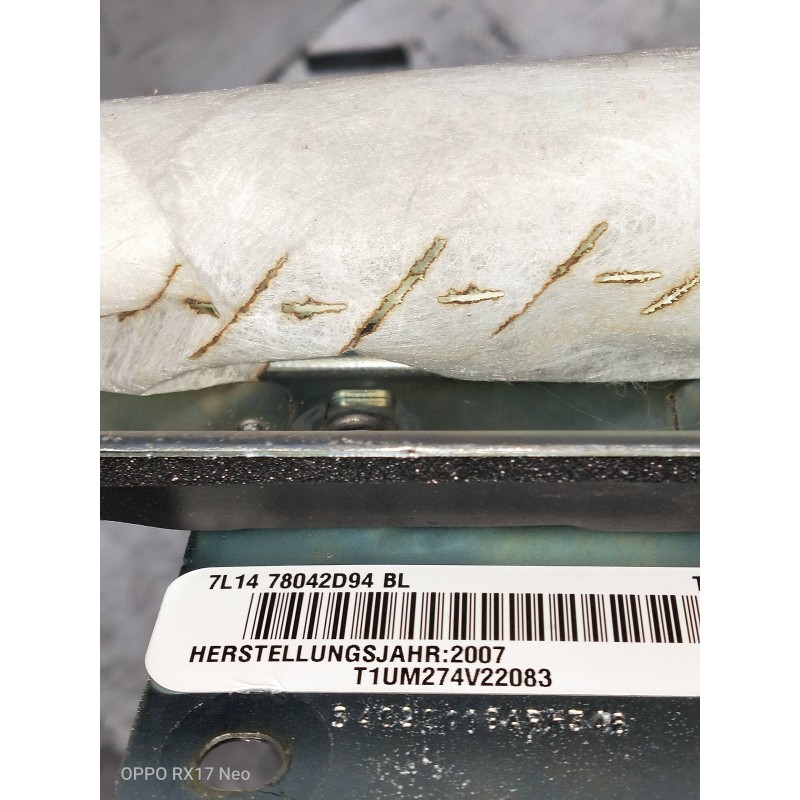 7L14 78042D94 BL T
HERSTELLUNGSJAHR:2007
T1UM274V22083
OPPO RX17 Neo